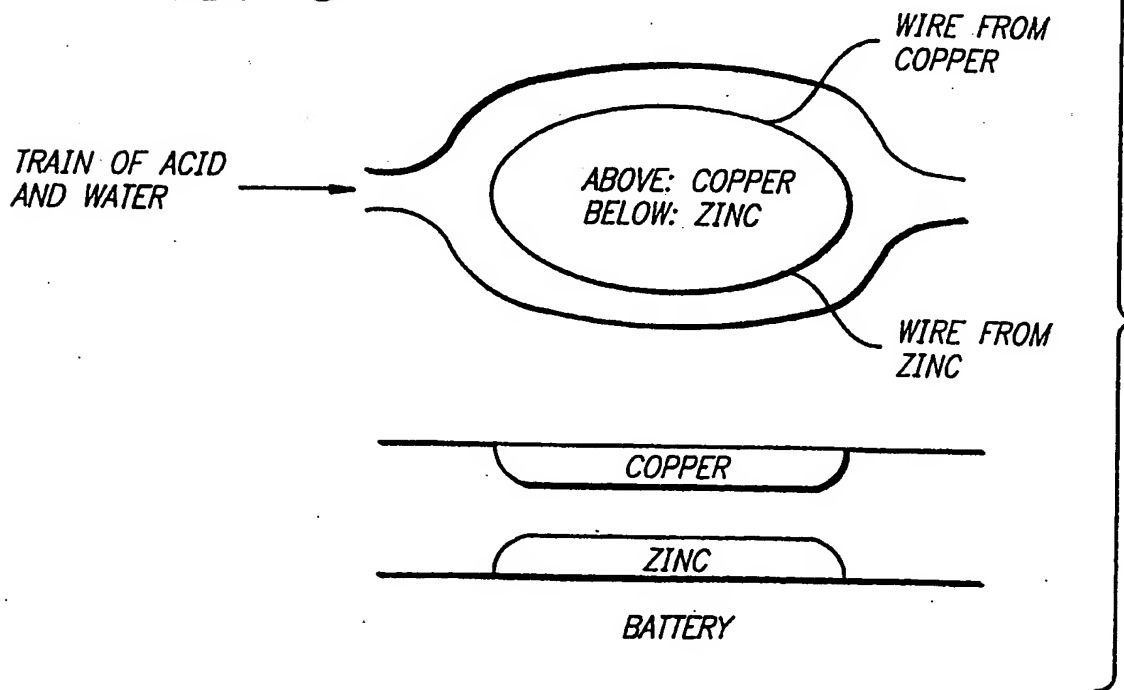 WIRE FROM
COPPER
TRAIN OF ACID
AND WATER
ABOVE: COPPER
BELOW: ZINC
WIRE FROM
ZINC
COPPER
ZINC
BATTERY